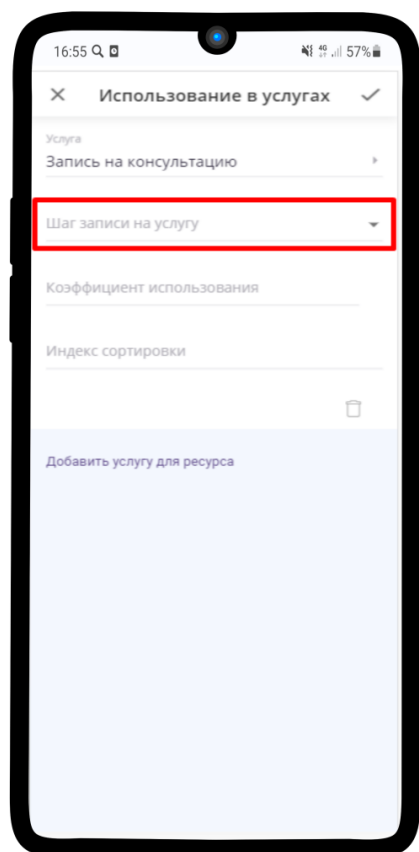 16:55
4G 57%
Использование в услугах
Услуга
Запись на консультацию
Шаг записи на услугу
Коэффициент использования
Индекс сортировки
Добавить услугу для ресурса